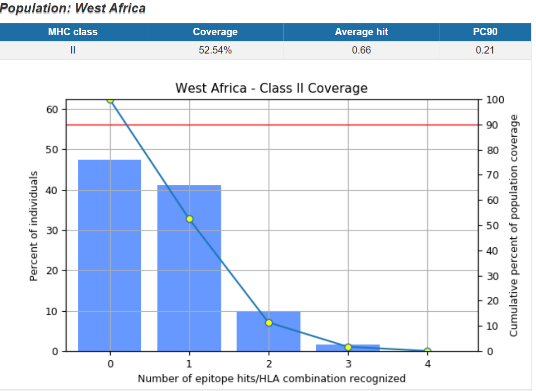 Population: West Africa
MHC class Coverage Average hit PC90
II 52.54% 0.66 0.21
West Africa - Class II Coverage
60
50
40
30
20
10
0
Percent of individuals
100
90
80
70
60
50
40
30
20
10
0
Cumulative percent of population coverage
0 1 2 3 4
Number of epitope hits/HLA combination recognized